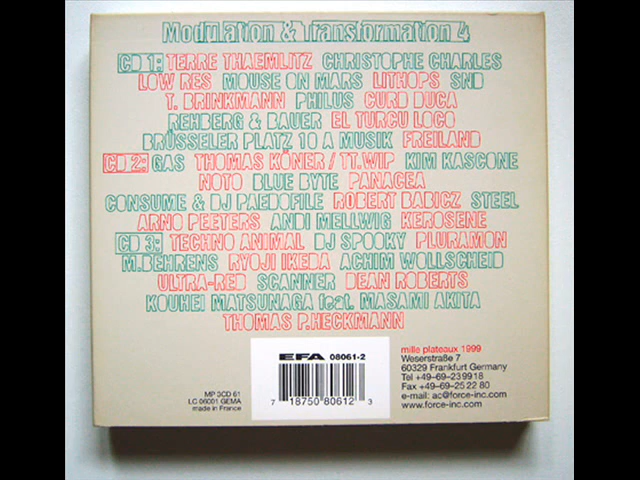 Modulation & Transformation 4
CD 1: TERRE THAEMLITZ CHRISTOPHE CHARLES
LOW RES MOUSE ON MARS LITHOPS SND
T. BRINKMANN PHILUS CURD DUCA
REHBERG & BAUER EL TURCO LOCO
BRÜSSELER PLATZ 10 A MUSIK FREILAND
CD 2: GAS THOMAS KÖNER / TT.WIP KIM KASCONE
NOTO BLUE BYTE PANACEA
CONSUME & DJ PAEDOFILE ROBERT BABICZ STEEL
ARNO PEETERS ANDI MELLWIG KEROSENE
CD 3: TECHNO ANIMAL DJ SPOOKY PLURAMON
M.BEHRENS RYOJI IKEDA ACHIM WOLLSCHEID
ULTRA-RED SCANNER DEAN ROBERTS
KOUHEI MATSUNAGA feat. MASAMI AKITA
THOMAS P.HECKMANN
EFA 08061-2
7 18750 80612 3
MP 3CD 61
LC 06001 GEMA
made in France
mille plateaux 1999
Weserstraße 7
60329 Frankfurt Germany
Tel +49–69–23 99 18
Fax +49–69–25 22 80
e-mail: ac@force-inc.com
www.force-inc.com